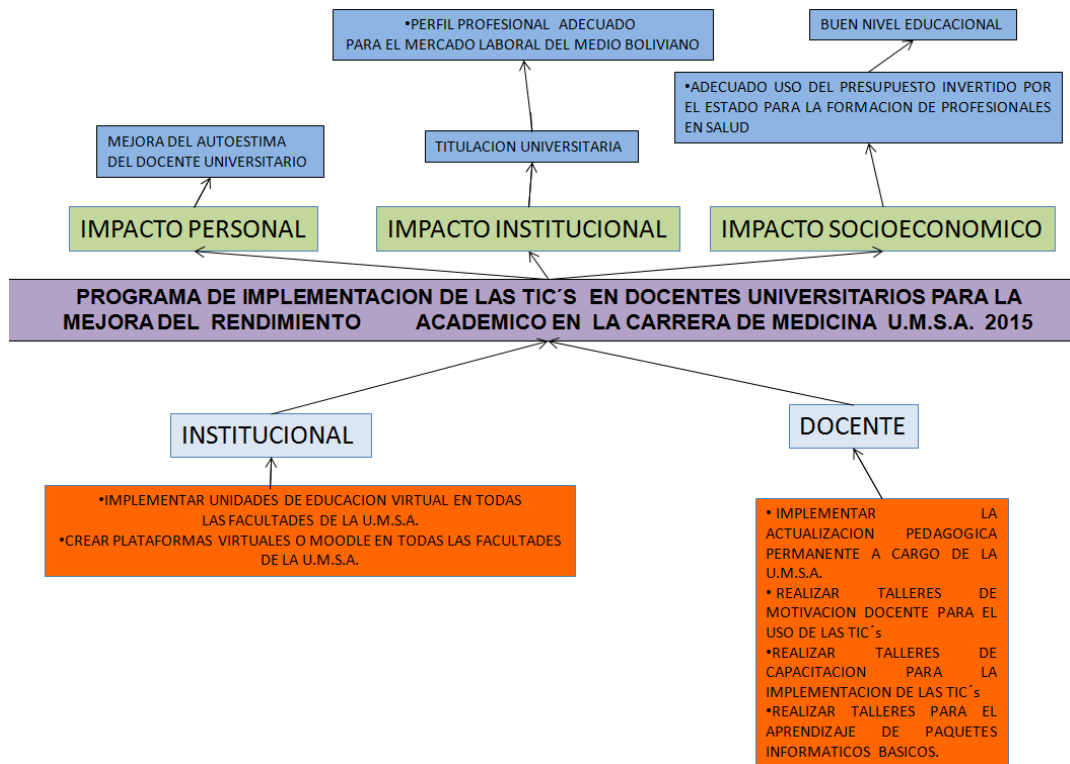 •PERFIL PROFESIONAL ADECUADO
PARA EL MERCADO LABORAL DEL MEDIO BOLIVIANO
BUEN NIVEL EDUCACIONAL
•ADECUADO USO DEL PRESUPUESTO INVERTIDO POR
EL ESTADO PARA LA FORMACION DE PROFESIONALES
EN SALUD
MEJORA DEL AUTOESTIMA
DEL DOCENTE UNIVERSITARIO
TITULACION UNIVERSITARIA
IMPACTO PERSONAL
IMPACTO INSTITUCIONAL
IMPACTO SOCIOECONOMICO
PROGRAMA DE IMPLEMENTACION DE LAS TIC´S EN DOCENTES UNIVERSITARIOS PARA LA
MEJORA DEL RENDIMIENTO ACADEMICO EN LA CARRERA DE MEDICINA U.M.S.A. 2015
INSTITUCIONAL
DOCENTE
•IMPLEMENTAR UNIDADES DE EDUCACION VIRTUAL EN TODAS
LAS FACULTADES DE LA U.M.S.A.
•CREAR PLATAFORMAS VIRTUALES O MOODLE EN TODAS LAS FACULTADES
DE LA U.M.S.A.
• IMPLEMENTAR LA
ACTUALIZACION PEDAGOGICA
PERMANENTE A CARGO DE LA
U.M.S.A.
• REALIZAR TALLERES DE
MOTIVACION DOCENTE PARA EL
USO DE LAS TIC´s
•REALIZAR TALLERES DE
CAPACITACION PARA LA
IMPLEMENTACION DE LAS TIC´s
•REALIZAR TALLERES PARA EL
APRENDIZAJE DE PAQUETES
INFORMATICOS BASICOS.